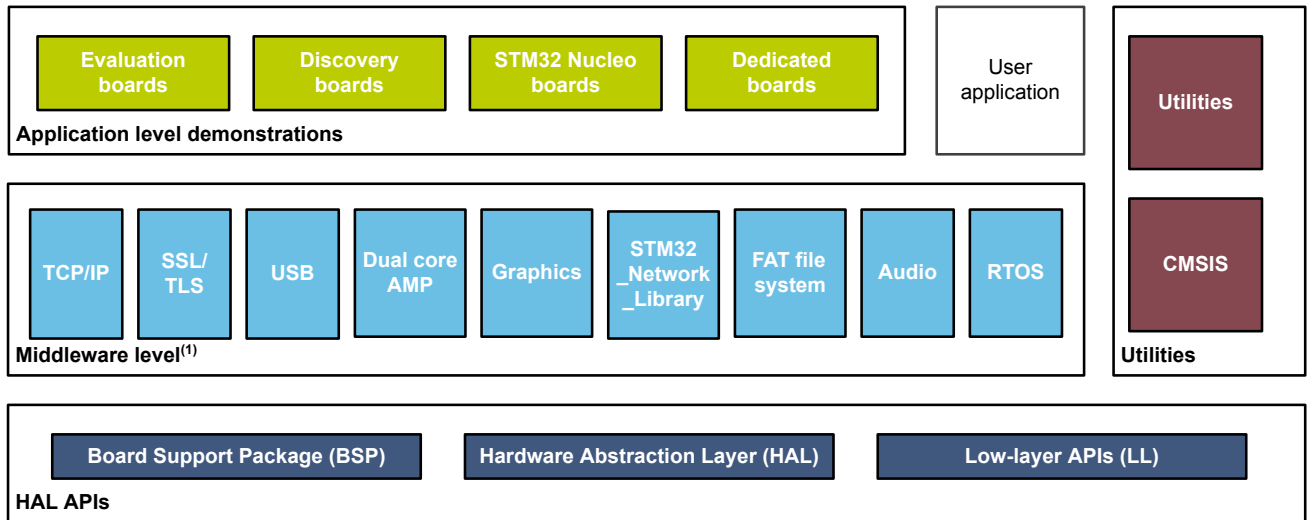 Evaluation
boards
Discovery
boards
STM32 Nucleo
boards
Dedicated
boards
Application level demonstrations
User
application
Utilities
CMSIS
Utilities
TCP/IP
SSL/
TLS
USB
Dual core
AMP
Graphics
STM32
_Network
_Library
FAT file
system
Audio
RTOS
Middleware level(1)
Board Support Package (BSP)
Hardware Abstraction Layer (HAL)
Low-layer APIs (LL)
HAL APIs